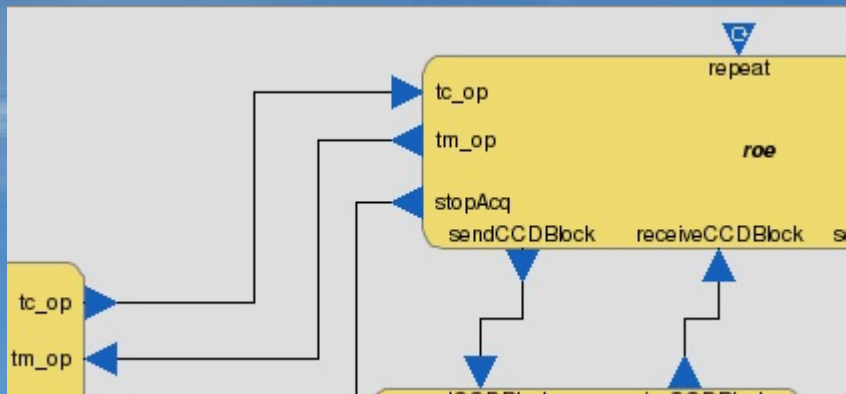 repeat
tc_op
tm_op
roe
stopAcq
sendCCDBlock receiveCCDBlock
tc_op
tm_op